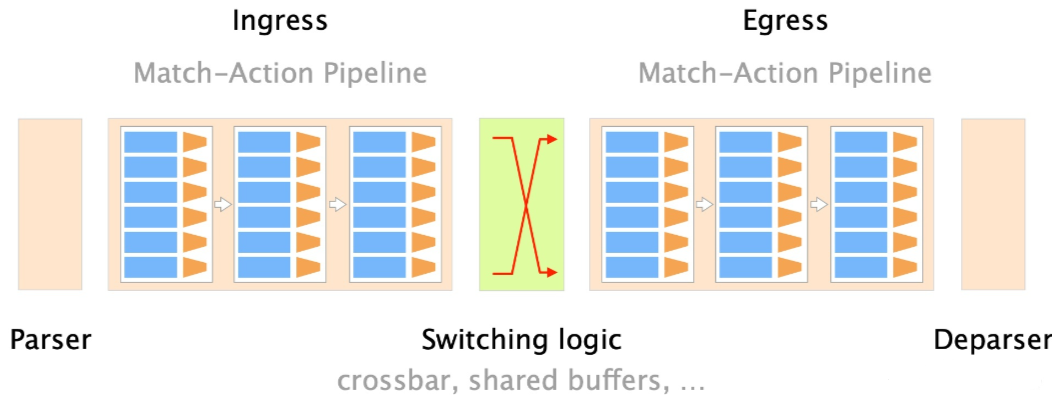 Ingress
Egress
Match-Action Pipeline
Match-Action Pipeline
Parser
Switching logic
Deparser
crossbar, shared buffers, ...